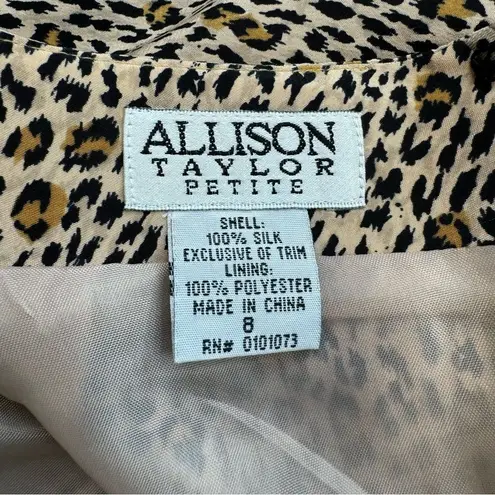 ALLISON
TAYLOR
PETITE
SHELL:
100% SILK
EXCLUSIVE OF TRIM
LINING:
100% POLYESTER
MADE IN CHINA
8
RN# 0101073